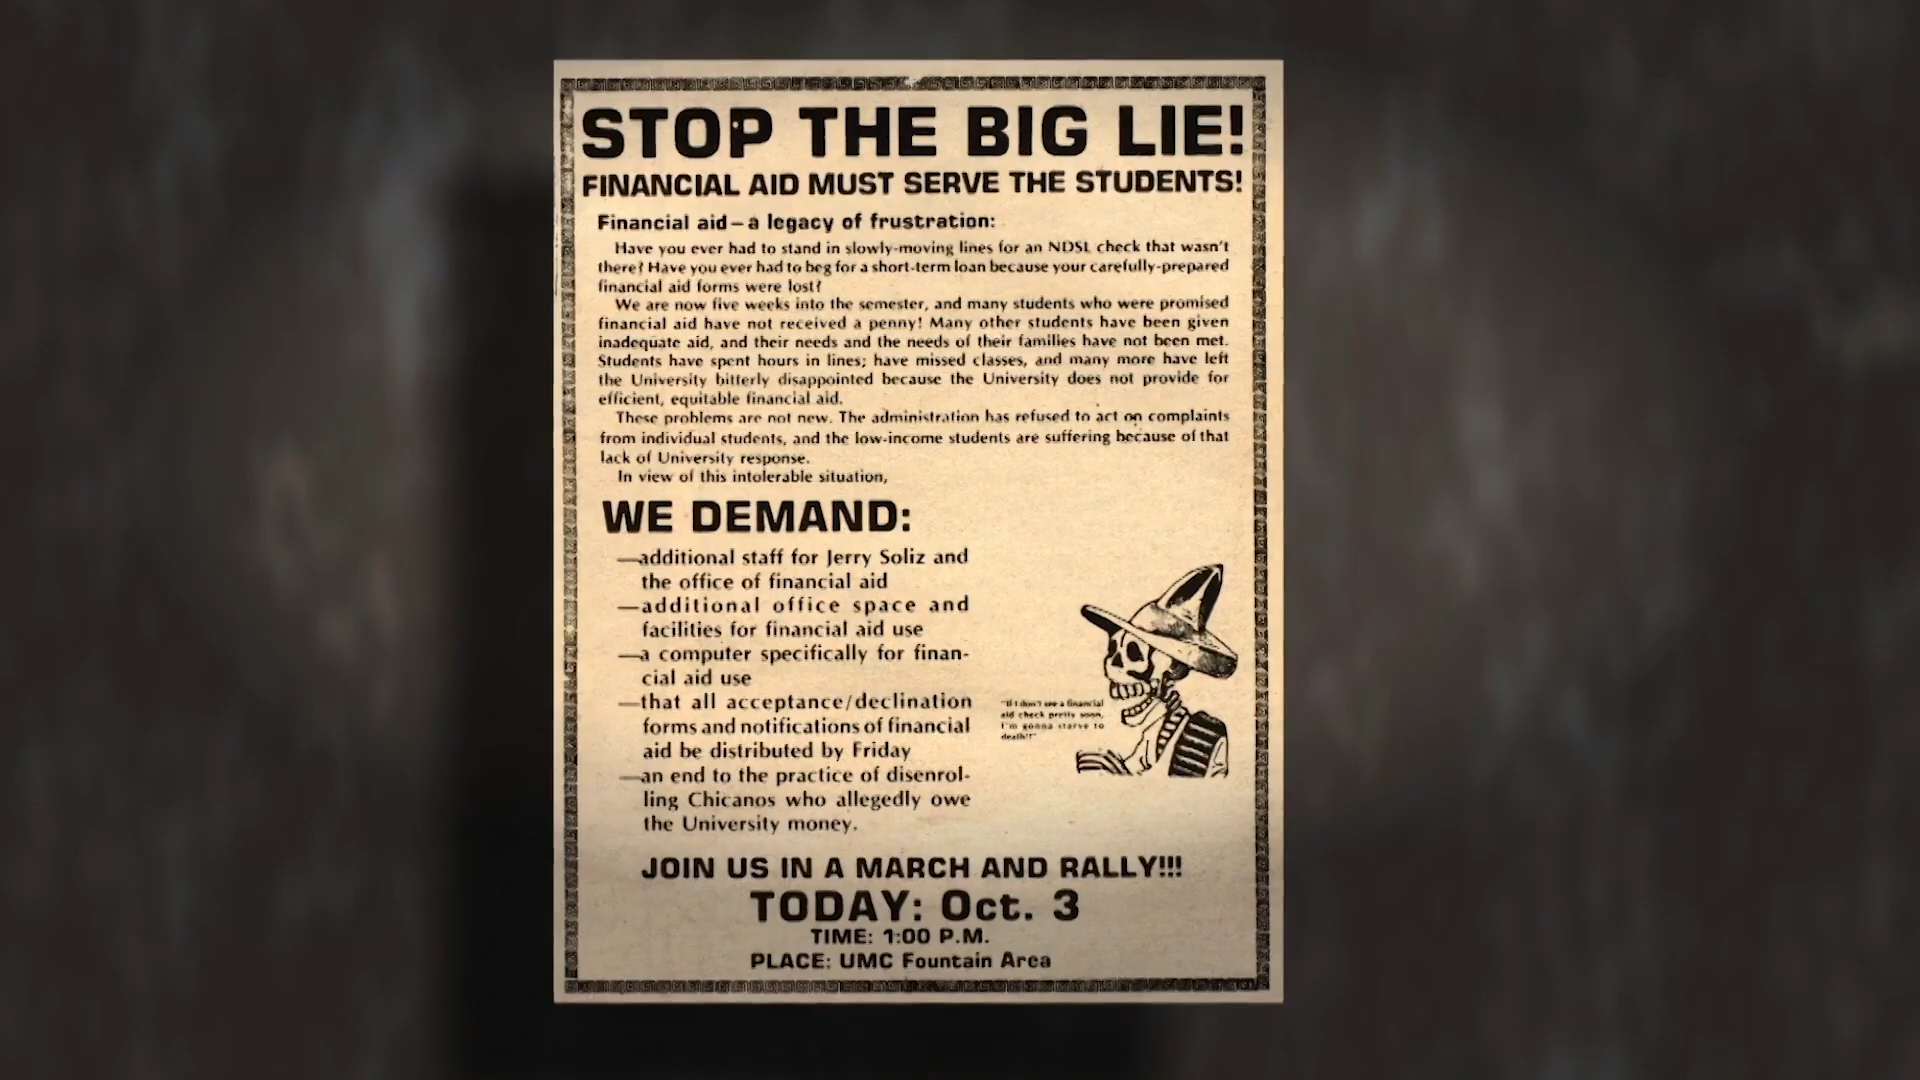 STOP THE BIG LIE!
FINANCIAL AID MUST SERVE THE STUDENTS!
Financial aid—a legacy of frustration:
Have you ever had to stand in slowly-moving lines for an NDSL check that wasn't
there? Have you ever had to beg for a short-term loan because your carefully-prepared
financial aid forms were lost?
We are now five weeks into the semester, and many students who were promised
financial aid have not received a penny! Many other students have been given
inadequate aid, and their needs and the needs of their families have not been met.
Students have spent hours in lines; have missed classes, and many more have left
the University bitterly disappointed because the University does not provide for
efficient, equitable financial aid.
These problems are not new. The administration has refused to act on complaints
from individual students, and the low-income students are suffering because of that
lack of University response.
In view of this intolerable situation,
WE DEMAND:
—additional staff for Jerry Soliz and
the office of financial aid
—additional office space and
facilities for financial aid use
—a computer specifically for finan-
cial aid use
—that all acceptance/declination
forms and notifications of financial
aid be distributed by Friday
—an end to the practice of disenrol-
ling Chicanos who allegedly owe
the University money.
"If I don't see a financial
aid check pretty soon,
I'm gonna starve to
death!!"
JOIN US IN A MARCH AND RALLY!!!
TODAY: Oct. 3
TIME: 1:00 P.M.
PLACE: UMC Fountain Area